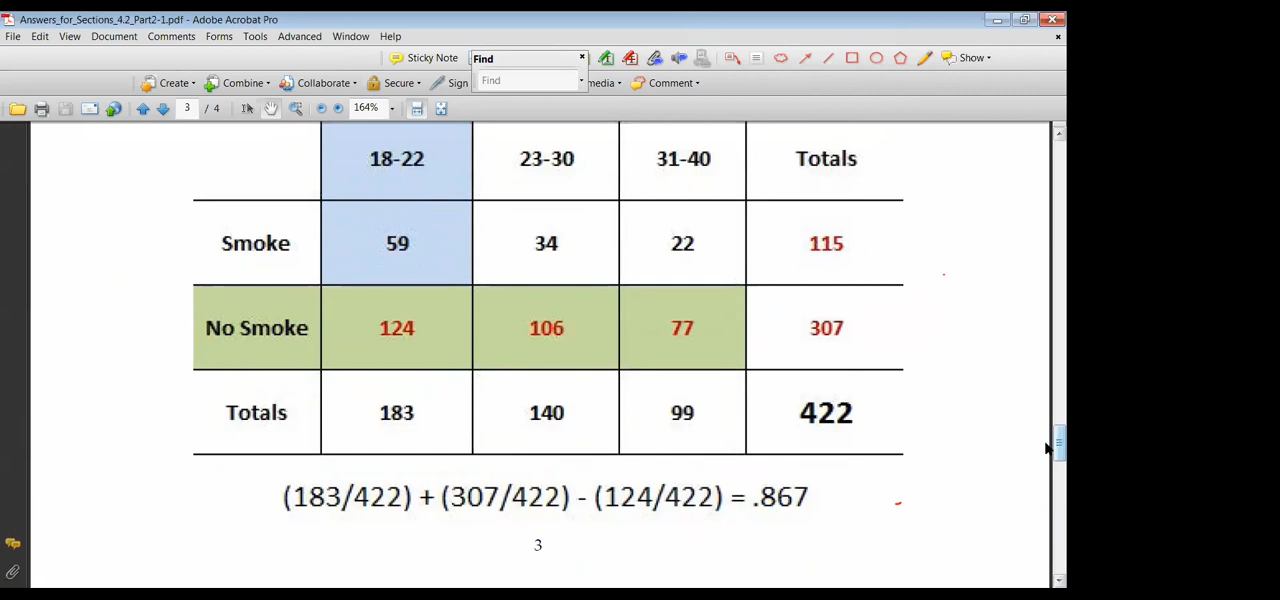 Answers_for_Sections_4.2_Part2-1.pdf - Adobe Acrobat Pro
File Edit View Document Comments Forms Tools Advanced Window Help
Sticky Note Find Show
Create Combine Collaborate Secure Sign Find media Comment
3 / 4 164%
18-22 23-30 31-40 Totals
Smoke 59 34 22 115
No Smoke 124 106 77 307
Totals 183 140 99 422
(183/422) + (307/422) - (124/422) = .867
3